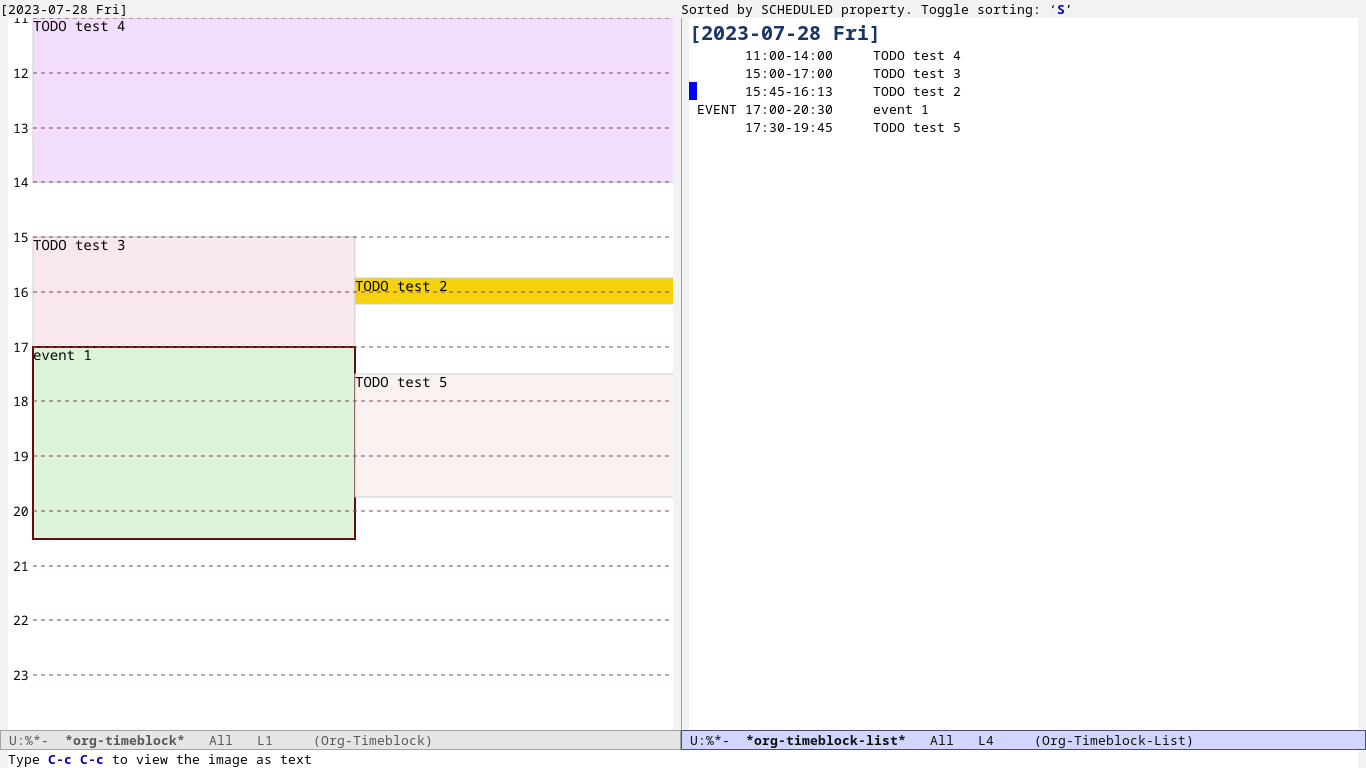 [2023-07-28 Fri]
11
TODO test 4
12
13
14
15
TODO test 3
TODO test 2
16
17
event 1
TODO test 5
18
19
20
21
22
23
U:%*-  *org-timeblock*   All   L1     (Org-Timeblock)
Sorted by SCHEDULED property. Toggle sorting: ‘S’
[2023-07-28 Fri]
11:00-14:00     TODO test 4
15:00-17:00     TODO test 3
15:45-16:13     TODO test 2
EVENT 17:00-20:30     event 1
17:30-19:45     TODO test 5
U:%*-  *org-timeblock-list*   All   L4     (Org-Timeblock-List)
Type C-c C-c to view the image as text